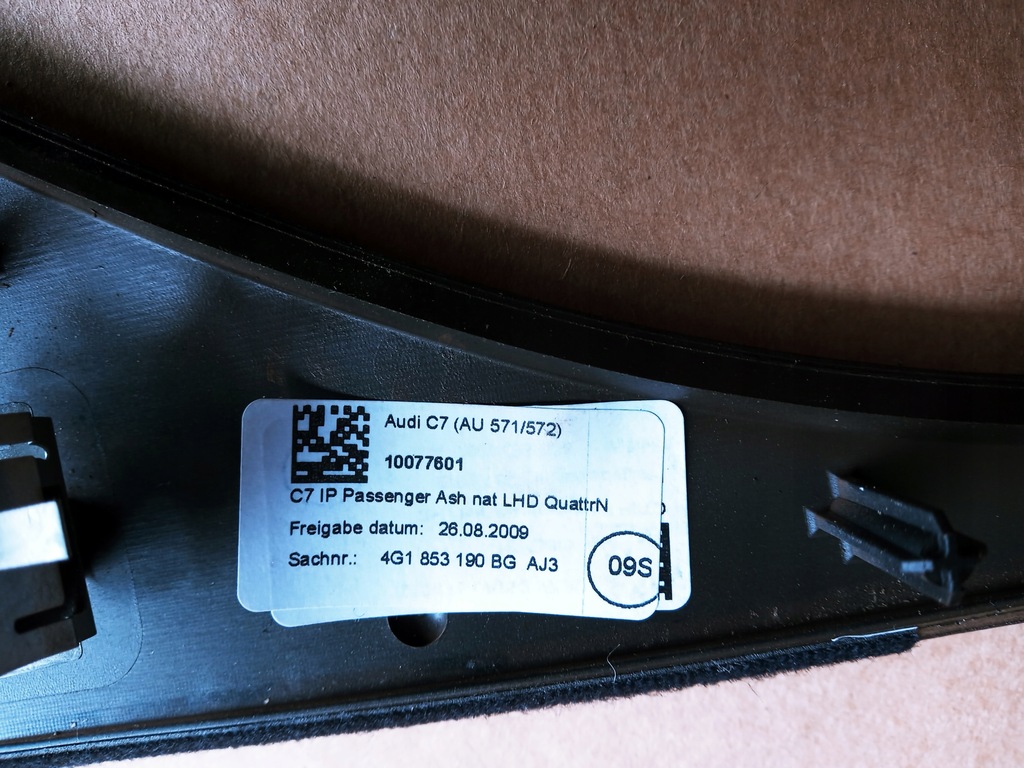 Audi C7 (AU 571/572)
10077601
C7 IP Passenger Ash nat LHD QuattrN
Freigabe datum: 26.08.2009
Sachnr.: 4G1 853 190 BG AJ3
09S